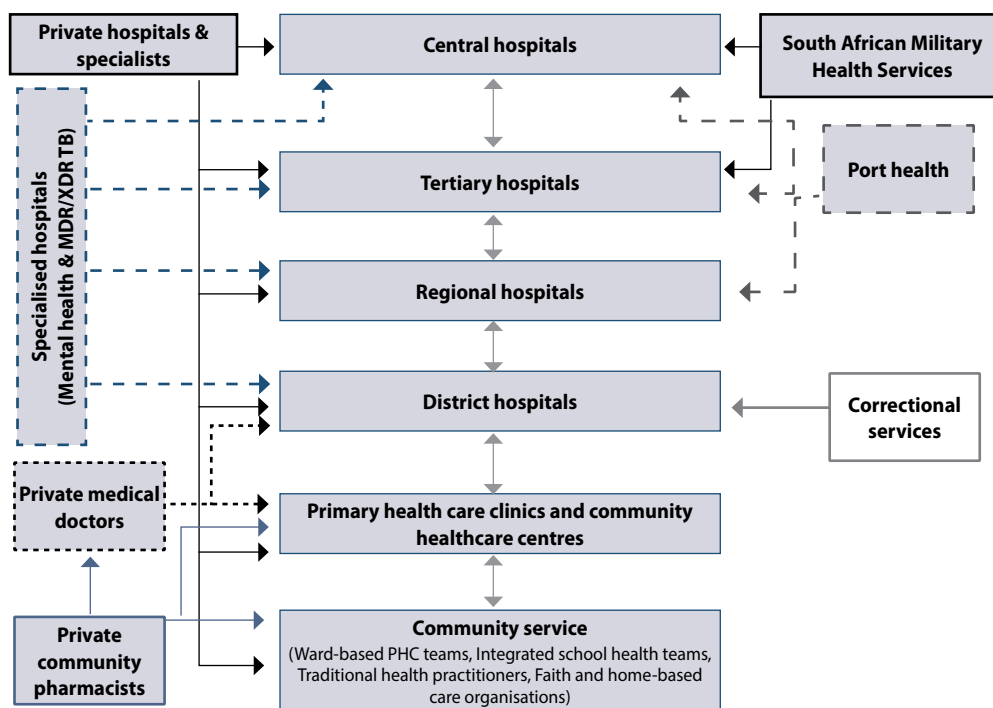 Private hospitals &
specialists
Central hospitals
South African Military
Health Services
Specialised hospitals
(Mental health & MDR/XDR TB)
Port health
Tertiary hospitals
Regional hospitals
District hospitals
Correctional
services
Private medical
doctors
Primary health care clinics and community
healthcare centres
Private
community
pharmacists
Community service
(Ward-based PHC teams, Integrated school health teams,
Traditional health practitioners, Faith and home-based
care organisations)